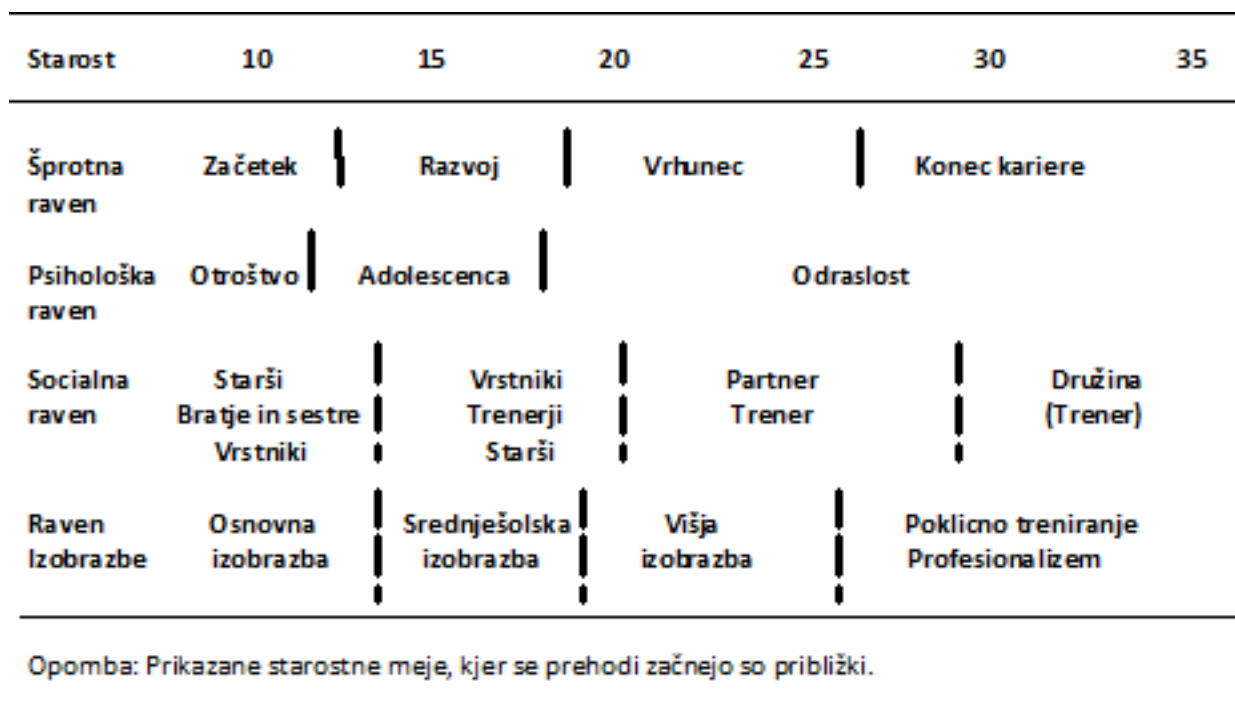 Starost 10 15 20 25 30 35
Šprotna Začetek Razvoj Vrhunec Konec kariere
raven
Psihološka Otroštvo Adolescenca Odraslost
raven
Socialna Starši Vrstniki Partner Družina
raven Bratje in sestre Trenerji Trener (Trener)
Vrstniki Starši
Raven Osnovna Srednješolska Višja Poklicno treniranje
Izobrazbe izobrazba izobrazba izobrazba Profesionalizem
Opomba: Prikazane starostne meje, kjer se prehodi začnejo so približki.